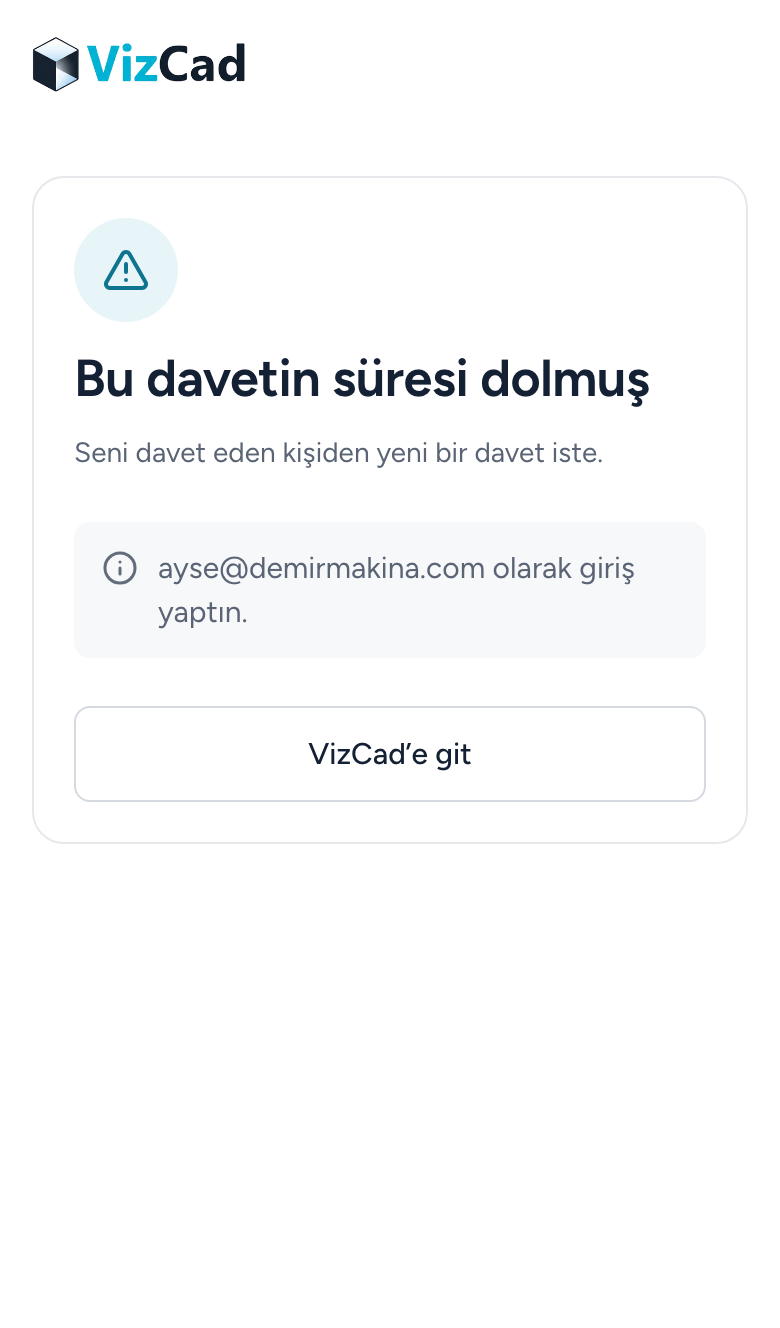 VizCad
Bu davetin süresi dolmuş
Seni davet eden kişiden yeni bir davet iste.
ayse@demirmakina.com olarak giriş
yaptın.
VizCad’e git